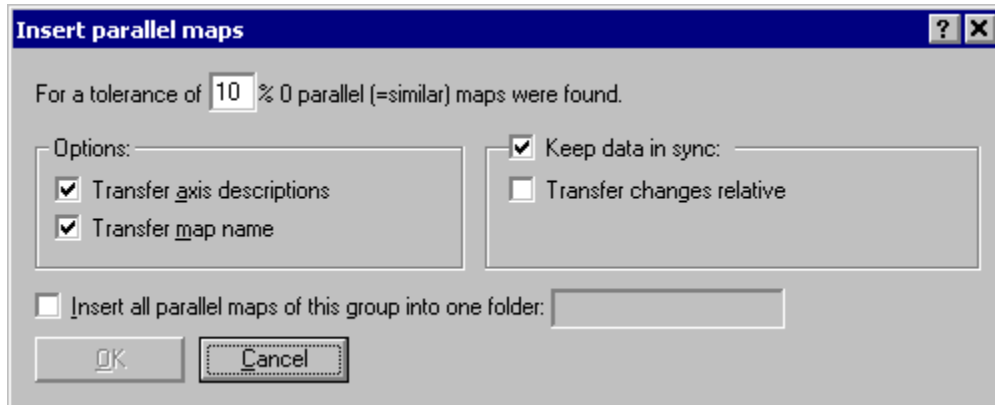 Insert parallel maps
For a tolerance of 10 % 0 parallel (=similar) maps were found.
Options:
Keep data in sync:
Transfer axis descriptions
Transfer changes relative
Transfer map name
Insert all parallel maps of this group into one folder:
OK
Cancel